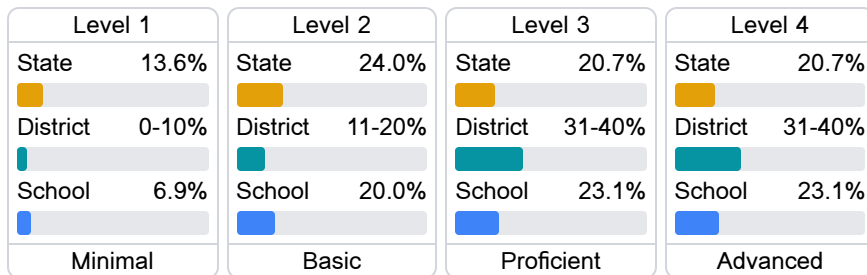 Level 1
State 13.6%
District 0-10%
School 6.9%
Minimal
Level 2
State 24.0%
District 11-20%
School 20.0%
Basic
Level 3
State 20.7%
District 31-40%
School 23.1%
Proficient
Level 4
State 20.7%
District 31-40%
School 23.1%
Advanced